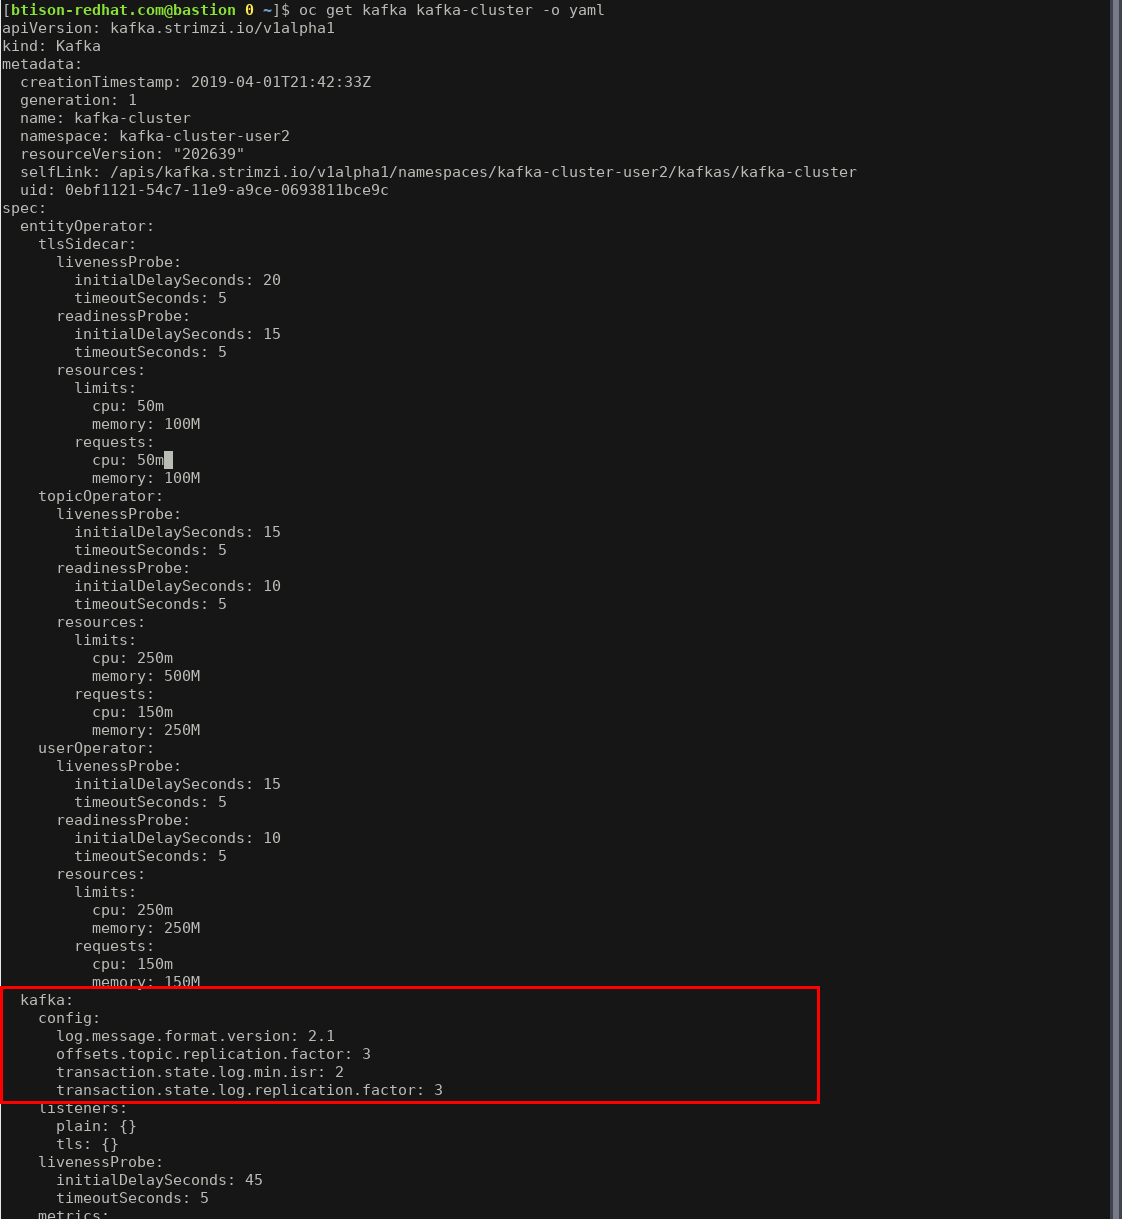 [btison-redhat.com@bastion 0 ~]$ oc get kafka kafka-cluster -o yaml
apiVersion: kafka.strimzi.io/v1alpha1
kind: Kafka
metadata:
  creationTimestamp: 2019-04-01T21:42:33Z
  generation: 1
  name: kafka-cluster
  namespace: kafka-cluster-user2
  resourceVersion: "202639"
  selfLink: /apis/kafka.strimzi.io/v1alpha1/namespaces/kafka-cluster-user2/kafkas/kafka-cluster
  uid: 0ebf1121-54c7-11e9-a9ce-0693811bce9c
spec:
  entityOperator:
    tlsSidecar:
      livenessProbe:
        initialDelaySeconds: 20
        timeoutSeconds: 5
      readinessProbe:
        initialDelaySeconds: 15
        timeoutSeconds: 5
      resources:
        limits:
          cpu: 50m
          memory: 100M
        requests:
          cpu: 50m
          memory: 100M
    topicOperator:
      livenessProbe:
        initialDelaySeconds: 15
        timeoutSeconds: 5
      readinessProbe:
        initialDelaySeconds: 10
        timeoutSeconds: 5
      resources:
        limits:
          cpu: 250m
          memory: 500M
        requests:
          cpu: 150m
          memory: 250M
    userOperator:
      livenessProbe:
        initialDelaySeconds: 15
        timeoutSeconds: 5
      readinessProbe:
        initialDelaySeconds: 10
        timeoutSeconds: 5
      resources:
        limits:
          cpu: 250m
          memory: 250M
        requests:
          cpu: 150m
          memory: 150M
  kafka:
    config:
      log.message.format.version: 2.1
      offsets.topic.replication.factor: 3
      transaction.state.log.min.isr: 2
      transaction.state.log.replication.factor: 3
    listeners:
      plain: {}
      tls: {}
    livenessProbe:
      initialDelaySeconds: 45
      timeoutSeconds: 5
    metrics: